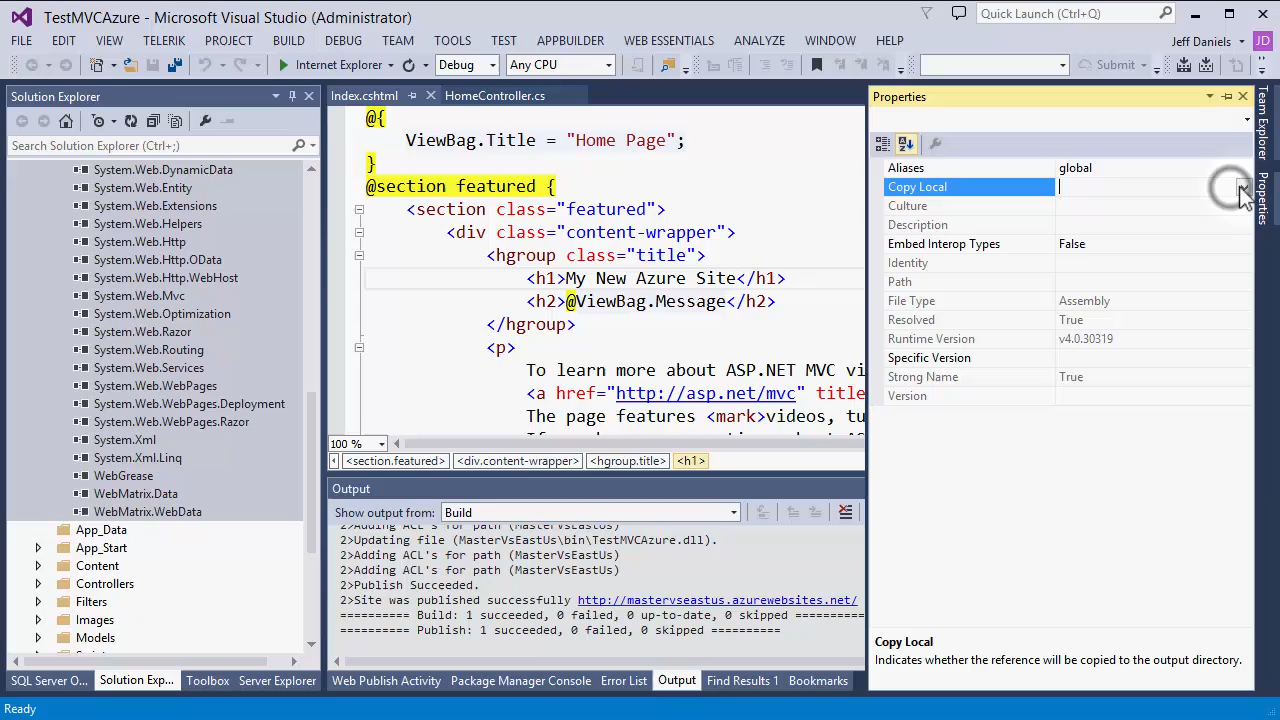 TestMVCAzure - Microsoft Visual Studio (Administrator)
Quick Launch (Ctrl+Q)
FILE EDIT VIEW TELERIK PROJECT BUILD DEBUG TEAM TOOLS TEST APPBUILDER WEB ESSENTIALS ANALYZE WINDOW HELP
Jeff Daniels JD
Internet Explorer Debug Any CPU Submit
Solution Explorer
Search Solution Explorer (Ctrl+;)
System.Web.DynamicData
System.Web.Entity
System.Web.Extensions
System.Web.Helpers
System.Web.Http
System.Web.Http.OData
System.Web.Http.WebHost
System.Web.Mvc
System.Web.Optimization
System.Web.Razor
System.Web.Routing
System.Web.Services
System.Web.WebPages
System.Web.WebPages.Deployment
System.Web.WebPages.Razor
System.Xml
System.Xml.Linq
WebGrease
WebMatrix.Data
WebMatrix.WebData
App_Data
App_Start
Content
Controllers
Filters
Images
Models
SQL Server O... Solution Exp... Toolbox Server Explorer
Index.cshtml HomeController.cs
@{
ViewBag.Title = "Home Page";
}
@section featured {
<section class="featured">
<div class="content-wrapper">
<hgroup class="title">
<h1>My New Azure Site</h1>
<h2>@ViewBag.Message</h2>
</hgroup>
<p>
To learn more about ASP.NET MVC vi
<a href="http://asp.net/mvc" title
The page features <mark>videos, tu
100 %
<section.featured> <div.content-wrapper> <hgroup.title> <h1>
Output
Show output from: Build
2>Adding ACL's for path (MasterVsEastUs)
2>Updating file (MasterVsEastUs\bin\TestMVCAzure.dll).
2>Adding ACL's for path (MasterVsEastUs)
2>Adding ACL's for path (MasterVsEastUs)
2>Publish Succeeded.
2>Site was published successfully http://mastervseastus.azurewebsites.net/
========== Build: 1 succeeded, 0 failed, 0 up-to-date, 0 skipped ==========
========== Publish: 1 succeeded, 0 failed, 0 skipped ==========
Web Publish Activity Package Manager Console Error List Output Find Results 1 Bookmarks
Properties
Aliases global
Copy Local
Culture
Description
Embed Interop Types False
Identity
Path
File Type Assembly
Resolved True
Runtime Version v4.0.30319
Specific Version
Strong Name True
Version
Copy Local
Indicates whether the reference will be copied to the output directory.
Team Explorer
Properties
Ready